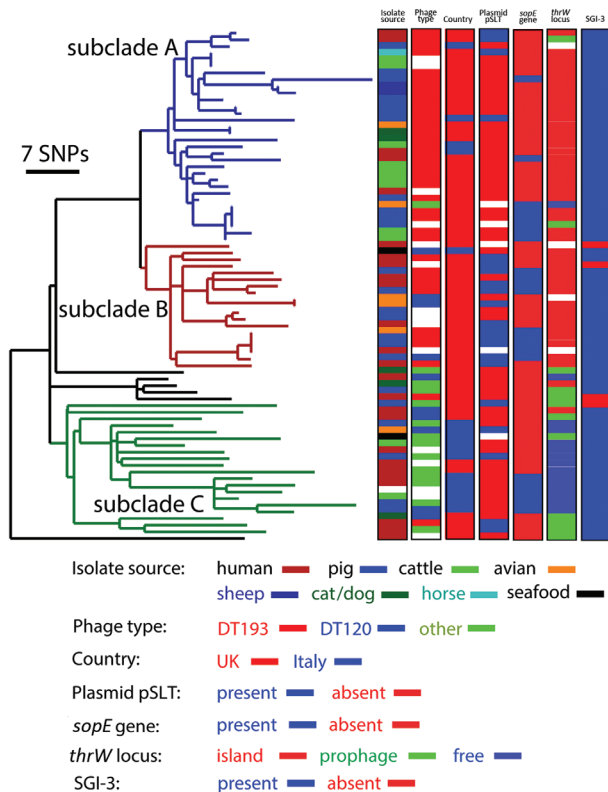 Isolate source
Phage type
Country
Plasmid pSLT
sopE gene
thrW locus
SGI-3
subclade A
7 SNPs
subclade B
subclade C
Isolate source: human pig cattle avian
sheep cat/dog horse seafood
Phage type: DT193 DT120 other
Country: UK Italy
Plasmid pSLT: present absent
sopE gene: present absent
thrW locus: island prophage free
SGI-3: present absent